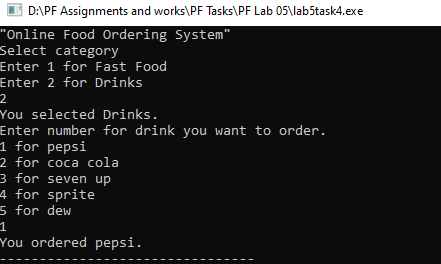 D:\PF Assignments and works\PF Tasks\PF Lab 05\lab5task4.exe
"Online Food Ordering System"
Select category
Enter 1 for Fast Food
Enter 2 for Drinks
2
You selected Drinks.
Enter number for drink you want to order.
1 for pepsi
2 for coca cola
3 for seven up
4 for sprite
5 for dew
1
You ordered pepsi.
--------------------------------